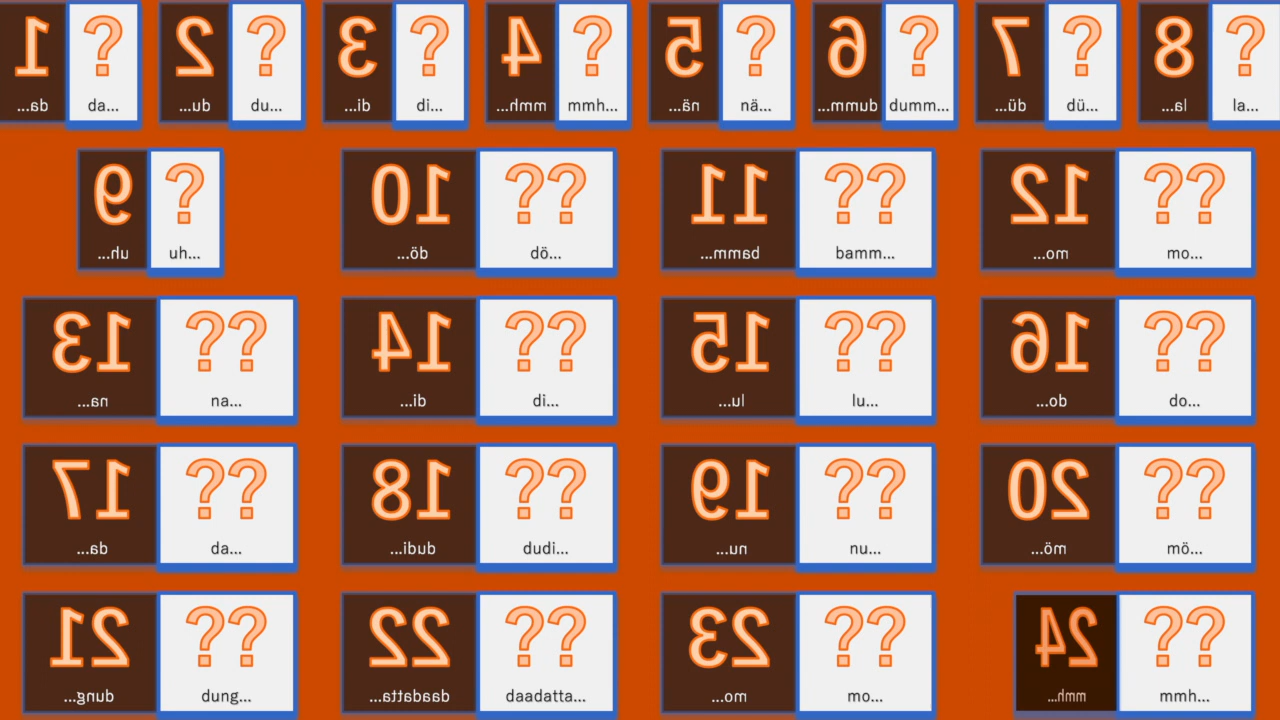 1 ? 2 ? 3 ? 4 ? 5 ? 6 ? 7 ? 8 ?
da... da... du... du... di... di... mmh... mmh... nä... nä... dumm... dumm... dü... dü... la... la...
9 ? 10 ?? 11 ?? 12 ??
uh... uh... dö... dö... bamm... bamm... mo... mo...
13 ?? 14 ?? 15 ?? 16 ??
na... na... di... di... lu... lu... do... do...
17 ?? 18 ?? 19 ?? 20 ??
da... da... dudi... dudi... nu... nu... mö... mö...
21 ?? 22 ?? 23 ?? 24 ??
dung... dung... daadatta... daadatta... mo... mo... mmh... mmh...